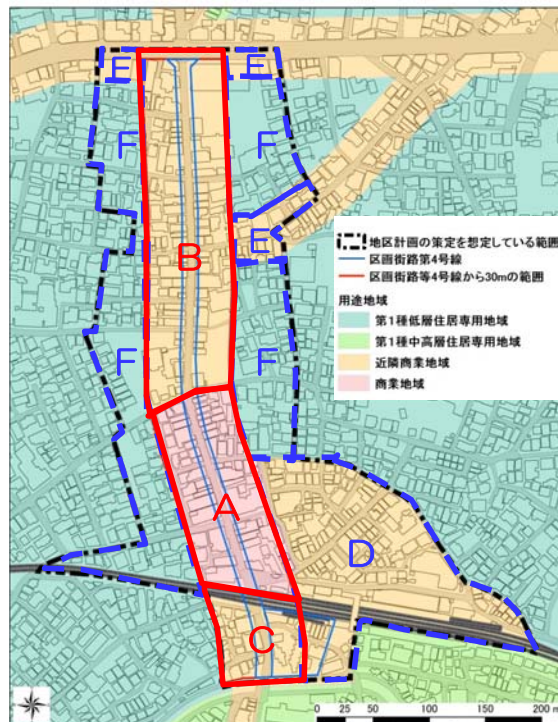 E
E
F
F
B
E
F
F
A
D
C
地区計画の策定を想定している範囲
区画街路第4号線
区画街路等4号線から30mの範囲
用途地域
第1種低層住居専用地域
第1種中高層住居専用地域
近隣商業地域
商業地域
0 25 50 100 150 200 m